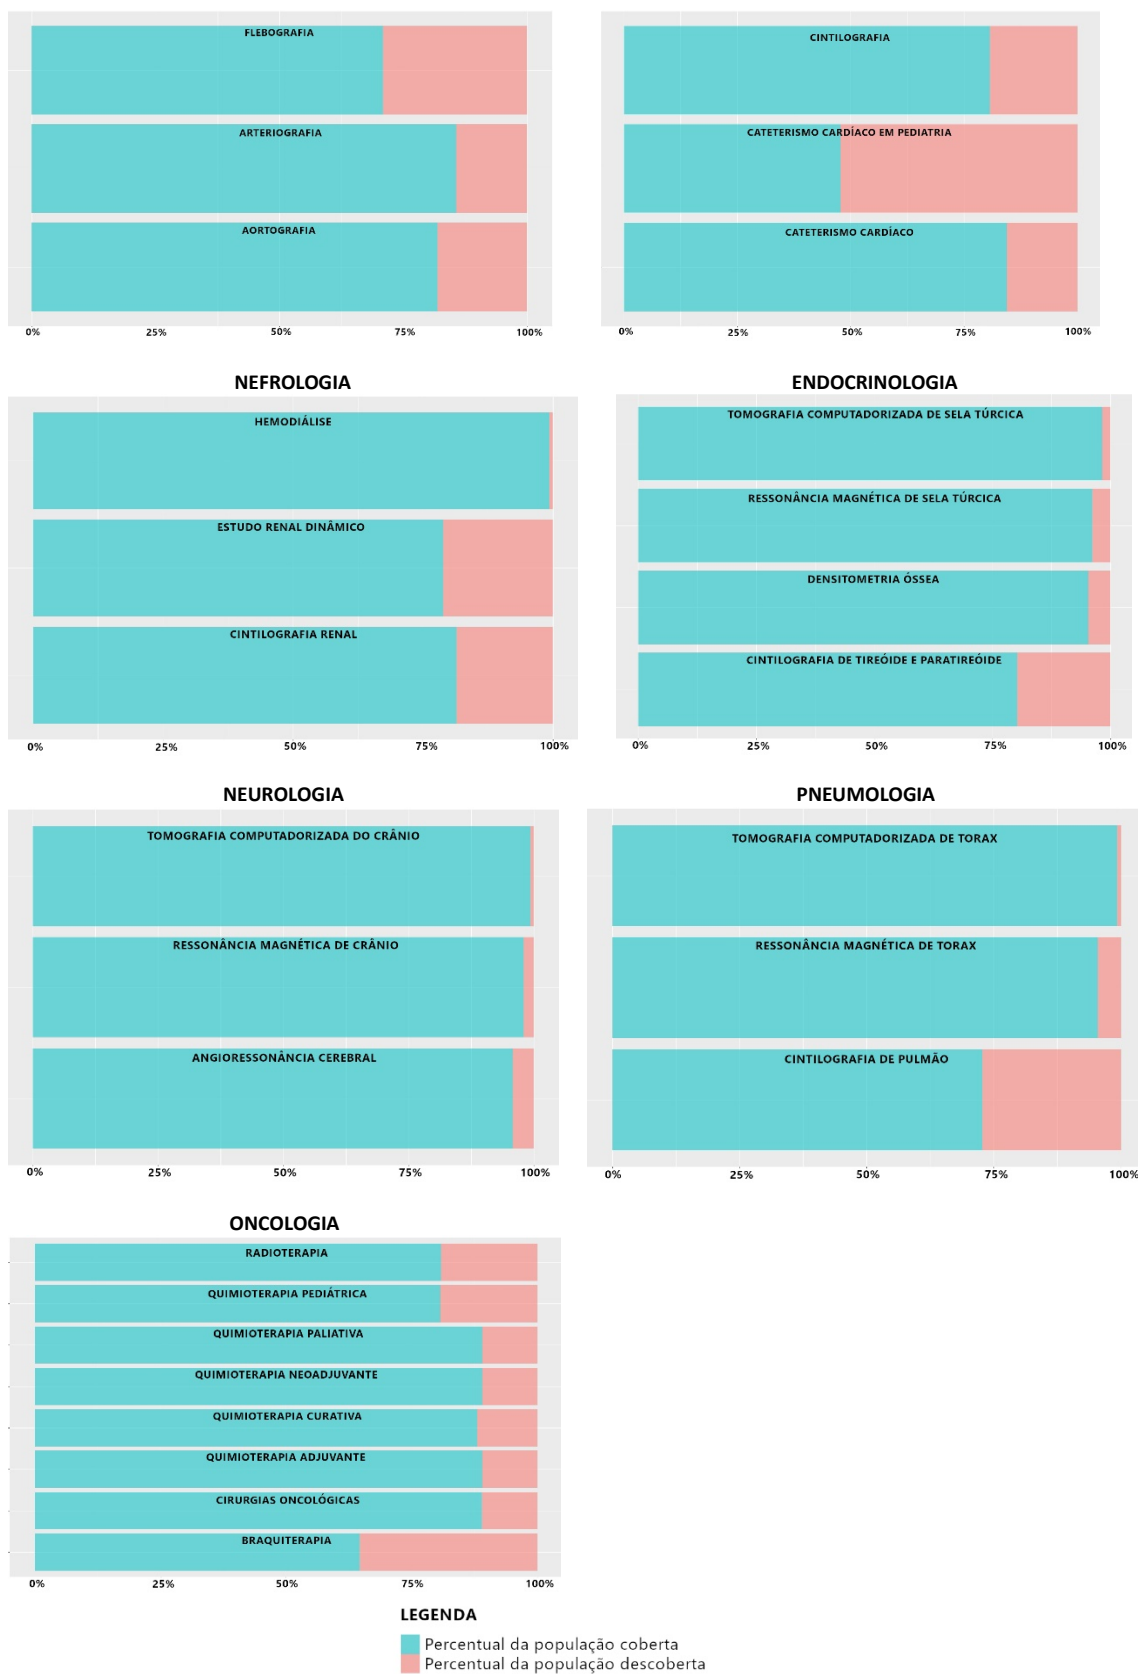 FLEBOGRAFIA
ARTERIOGRAFIA
AORTOGRAFIA
0% 25% 50% 75% 100%
CINTILOGRAFIA
CATETERISMO CARDÍACO EM PEDIATRIA
CATETERISMO CARDÍACO
0% 25% 50% 75% 100%
NEFROLOGIA
HEMODIÁLISE
ESTUDO RENAL DINÂMICO
CINTILOGRAFIA RENAL
0% 25% 50% 75% 100%
ENDOCRINOLOGIA
TOMOGRAFIA COMPUTADORIZADA DE SELA TÚRCICA
RESSONÂNCIA MAGNÉTICA DE SELA TÚRCICA
DENSITOMETRIA ÓSSEA
CINTILOGRAFIA DE TIREÓIDE E PARATIREÓIDE
0% 25% 50% 75% 100%
NEUROLOGIA
TOMOGRAFIA COMPUTADORIZADA DO CRÂNIO
RESSONÂNCIA MAGNÉTICA DE CRÂNIO
ANGIORESSONÂNCIA CEREBRAL
0% 25% 50% 75% 100%
PNEUMOLOGIA
TOMOGRAFIA COMPUTADORIZADA DE TORAX
RESSONÂNCIA MAGNÉTICA DE TORAX
CINTILOGRAFIA DE PULMÃO
0% 25% 50% 75% 100%
ONCOLOGIA
RADIOTERAPIA
QUIMIOTERAPIA PEDIÁTRICA
QUIMIOTERAPIA PALIATIVA
QUIMIOTERAPIA NEOADJUVANTE
QUIMIOTERAPIA CURATIVA
QUIMIOTERAPIA ADJUVANTE
CIRURGIAS ONCOLÓGICAS
BRAQUITERAPIA
0% 25% 50% 75% 100%
LEGENDA
Percentual da população coberta
Percentual da população descoberta